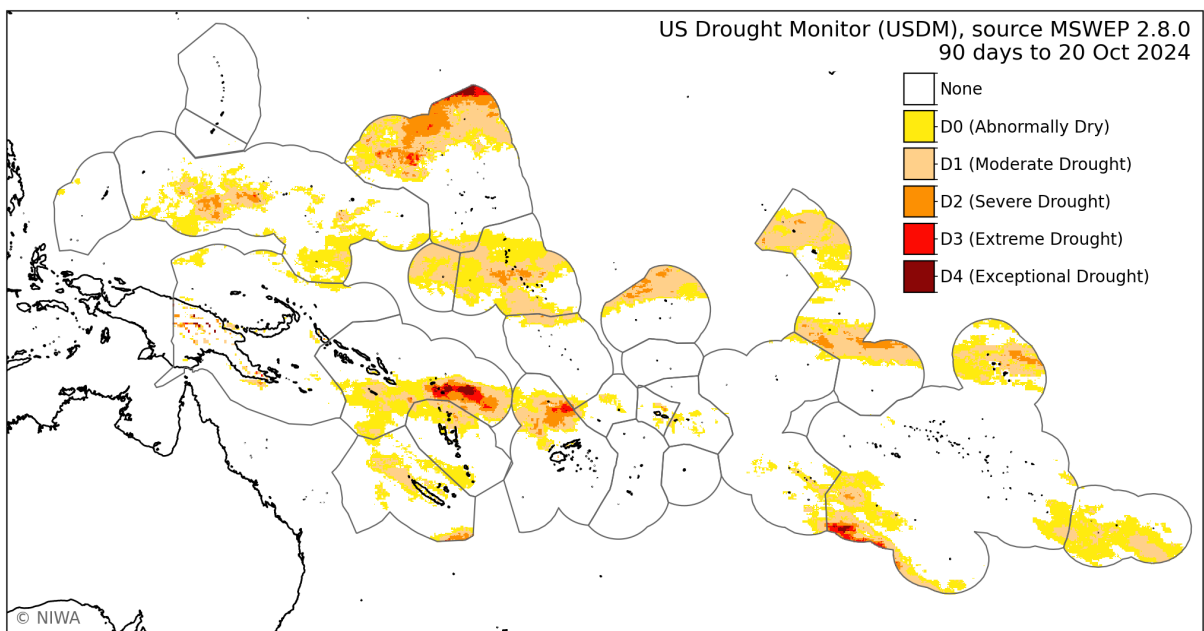 US Drought Monitor (USDM), source MSWEP 2.8.0
90 days to 20 Oct 2024
None
D0 (Abnormally Dry)
D1 (Moderate Drought)
D2 (Severe Drought)
D3 (Extreme Drought)
D4 (Exceptional Drought)
© NIWA